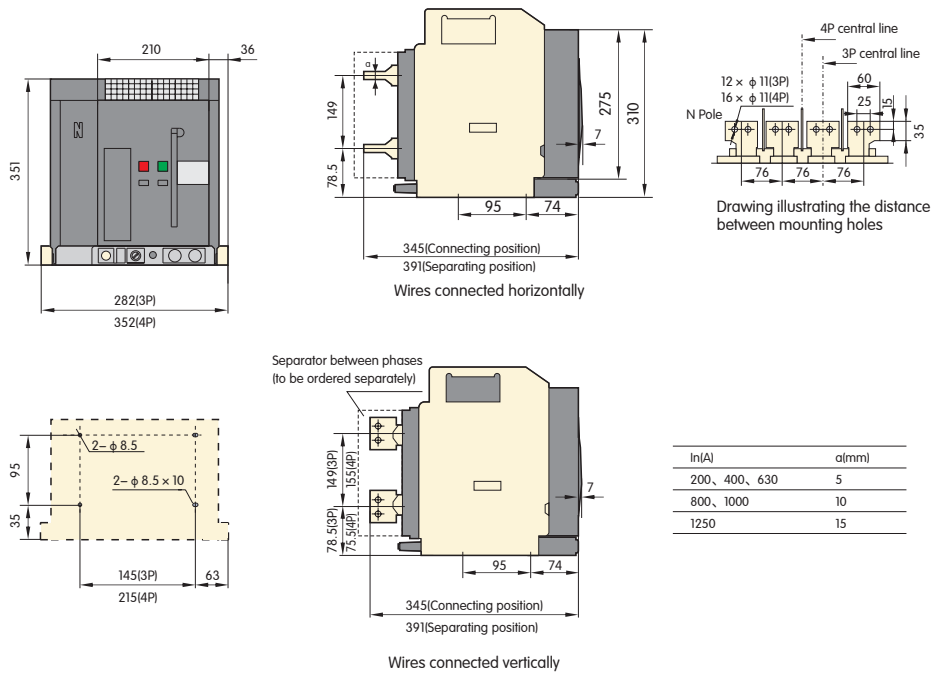 210
36
351
282(3P)
352(4P)
a
149
78.5
275
310
7
95
74
345(Connecting position)
391(Separating position)
Wires connected horizontally
4P central line
3P central line
12 × ϕ 11(3P)
16 × ϕ 11(4P)
N Pole
60
25
15
35
76
76
76
Drawing illustrating the distance
between mounting holes
2– ϕ 8.5
2– ϕ 8.5 × 10
95
35
145(3P)
63
215(4P)
Separator between phases
(to be ordered separately)
149(3P)
155(4P)
78.5(3P)
75.5(4P)
7
95
74
345(Connecting position)
391(Separating position)
Wires connected vertically
In(A) a(mm)
200、400、630 5
800、1000 10
1250 15